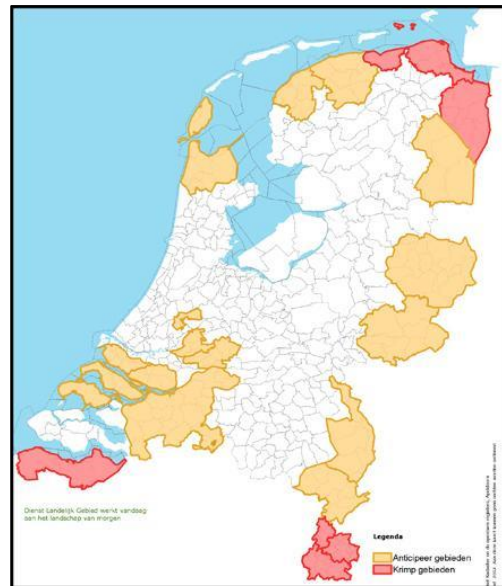 Dienst Landelijk Gebied werkt vandaag
aan het landschap van morgen
Legenda
Anticipeer gebieden
Krimp gebieden